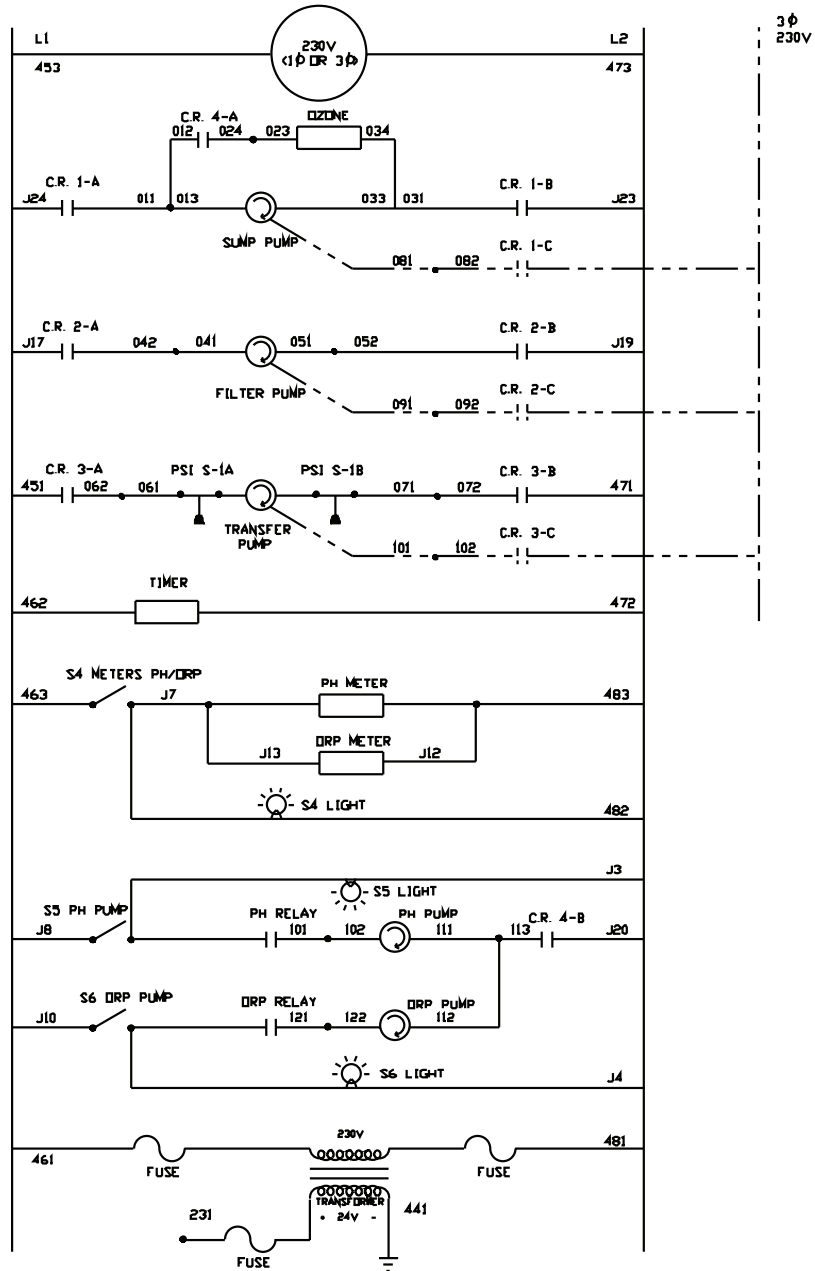 L1 230V L2 3ϕ
453 (1ϕ OR 3ϕ) 473 230V
C.R. 4-A OZONE
012 024 023 034
C.R. 1-A C.R. 1-B
J24 011 013 033 031 J23
SUMP PUMP C.R. 1-C
081 082
C.R. 2-A C.R. 2-B
J17 042 041 051 052 J19
FILTER PUMP C.R. 2-C
091 092
C.R. 3-A PSI S-1A PSI S-1B C.R. 3-B
451 062 061 071 072 471
TRANSFER C.R. 3-C
PUMP 101 102
TIMER
462 472
S4 METERS PH/ORP PH METER
463 J7 483
ORP METER
J13 J12
S4 LIGHT 482
J3
S5 LIGHT
S5 PH PUMP PH RELAY PH PUMP C.R. 4-B
J8 101 102 111 113 J20
S6 ORP PUMP ORP RELAY ORP PUMP
J10 121 122 112
S6 LIGHT J4
230V 481
461 FUSE FUSE
TRANSFORMER
231 + 24V - 441
FUSE